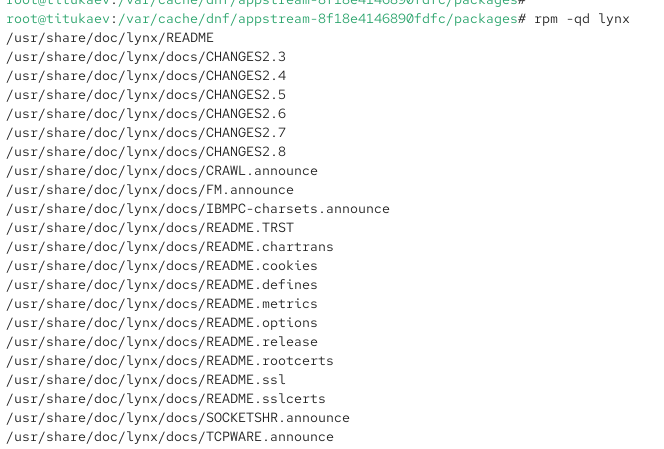 root@titukaev:/var/cache/dnf/appstream-8f18e4146890fdfc/packages#
root@titukaev:/var/cache/dnf/appstream-8f18e4146890fdfc/packages# rpm -qd lynx
/usr/share/doc/lynx/README
/usr/share/doc/lynx/docs/CHANGES2.3
/usr/share/doc/lynx/docs/CHANGES2.4
/usr/share/doc/lynx/docs/CHANGES2.5
/usr/share/doc/lynx/docs/CHANGES2.6
/usr/share/doc/lynx/docs/CHANGES2.7
/usr/share/doc/lynx/docs/CHANGES2.8
/usr/share/doc/lynx/docs/CRAWL.announce
/usr/share/doc/lynx/docs/FM.announce
/usr/share/doc/lynx/docs/IBMPC-charsets.announce
/usr/share/doc/lynx/docs/README.TRST
/usr/share/doc/lynx/docs/README.chartrans
/usr/share/doc/lynx/docs/README.cookies
/usr/share/doc/lynx/docs/README.defines
/usr/share/doc/lynx/docs/README.metrics
/usr/share/doc/lynx/docs/README.options
/usr/share/doc/lynx/docs/README.release
/usr/share/doc/lynx/docs/README.rootcerts
/usr/share/doc/lynx/docs/README.ssl
/usr/share/doc/lynx/docs/README.sslcerts
/usr/share/doc/lynx/docs/SOCKETSHR.announce
/usr/share/doc/lynx/docs/TCPWARE.announce